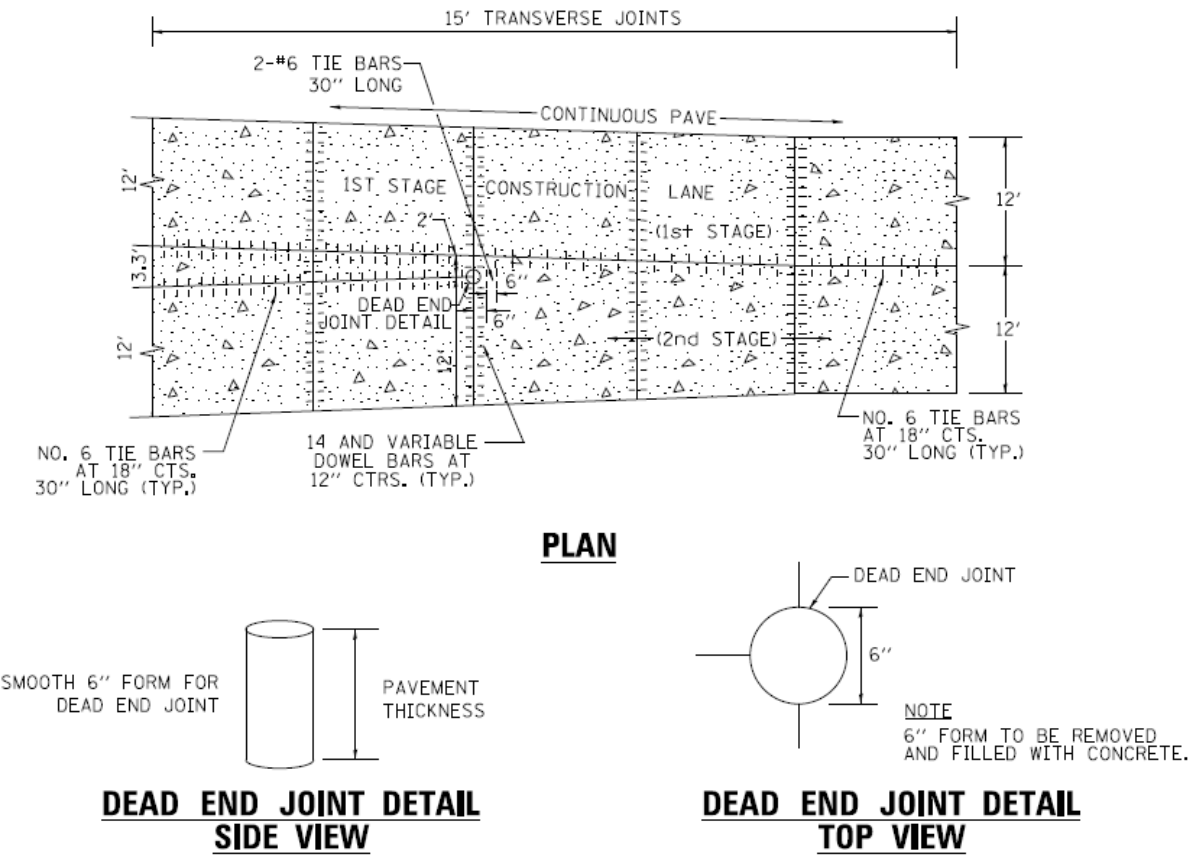 15' TRANSVERSE JOINTS
2-#6 TIE BARS
30" LONG
CONTINUOUS PAVE
12'
1ST STAGE
CONSTRUCTION
LANE
12'
2'
(1st STAGE)
3.3'
6"
DEAD END
JOINT DETAIL
6"
12'
12'
(2nd STAGE)
12'
NO. 6 TIE BARS
AT 18" CTS.
30" LONG (TYP.)
14 AND VARIABLE
DOWEL BARS AT
12" CTRS. (TYP.)
NO. 6 TIE BARS
AT 18" CTS.
30" LONG (TYP.)
PLAN
SMOOTH 6" FORM FOR
DEAD END JOINT
PAVEMENT
THICKNESS
DEAD END JOINT DETAIL
SIDE VIEW
DEAD END JOINT
6"
NOTE
6" FORM TO BE REMOVED
AND FILLED WITH CONCRETE.
DEAD END JOINT DETAIL
TOP VIEW